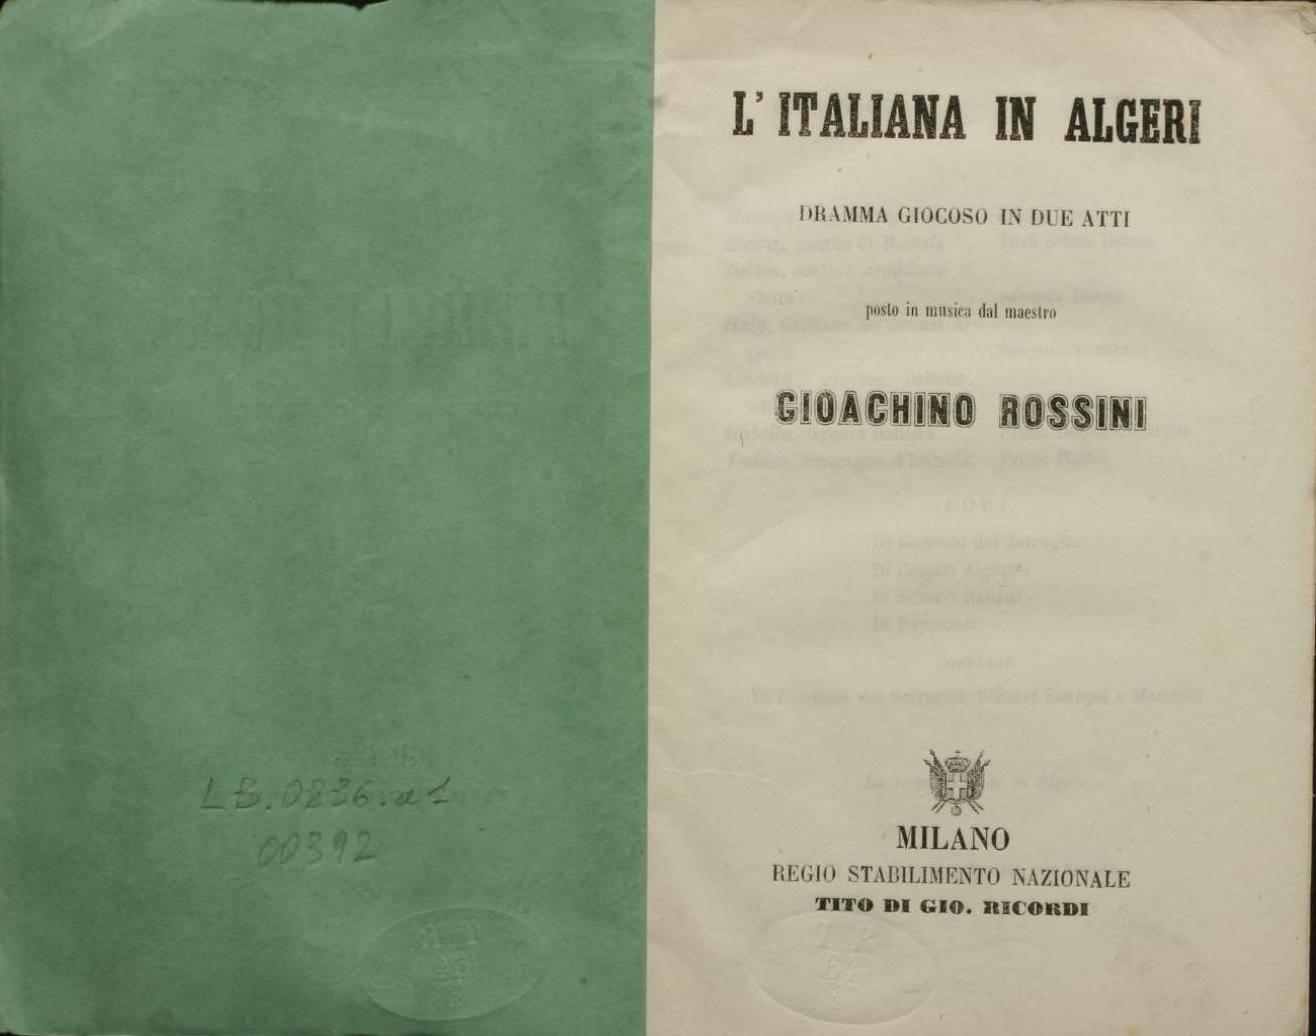 LB.0236.a1
00392
L'ITALIANA IN ALGERI
DRAMMA GIOCOSO IN DUE ATTI
posto in musica dal maestro
GIOACHINO ROSSINI
MILANO
REGIO STABILIMENTO NAZIONALE
TITO DI GIO. RICORDI